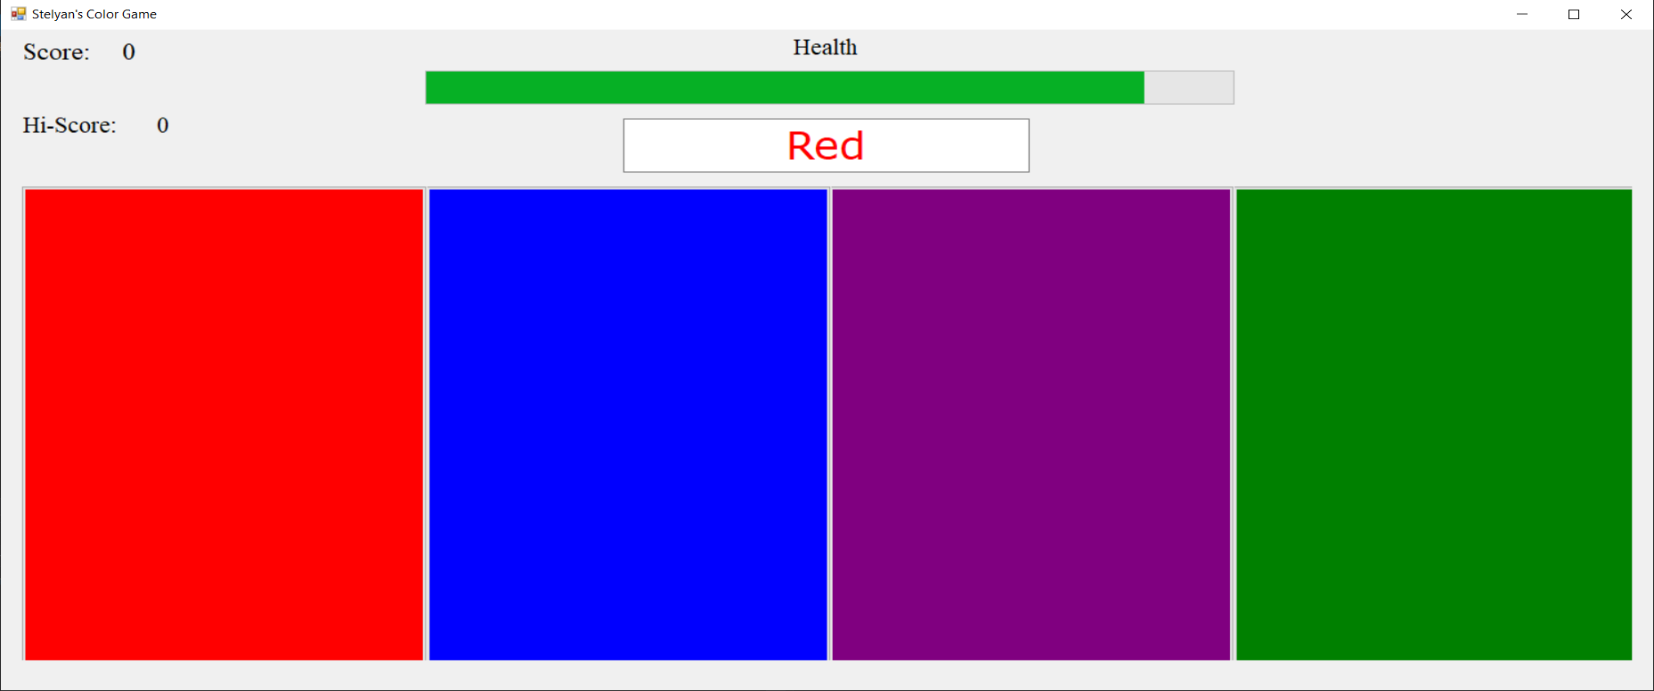 Stelyan's Color Game
Score: 0
Health
Hi-Score: 0
Red